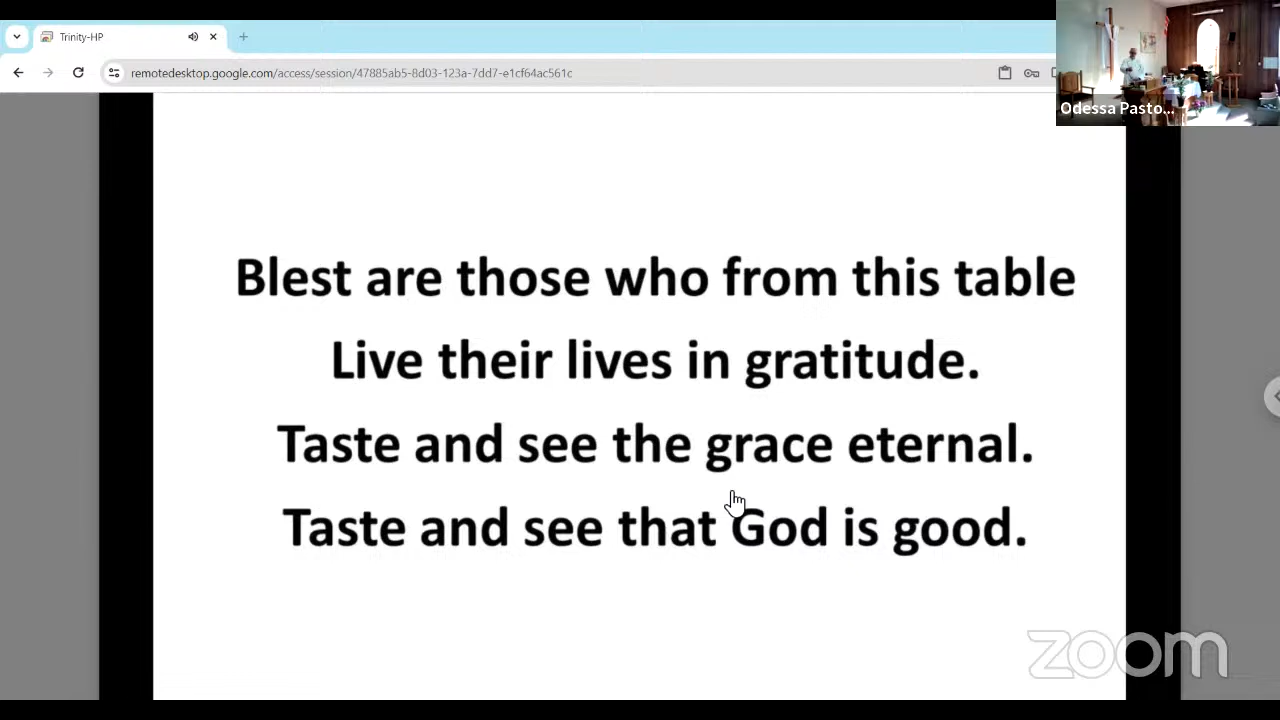 Trinity-HP
remotedesktop.google.com/access/session/47885ab5-8d03-123a-7dd7-e1cf64ac561c
Odessa Pasto...
Blest are those who from this table
Live their lives in gratitude.
Taste and see the grace eternal.
Taste and see that God is good.
zoom